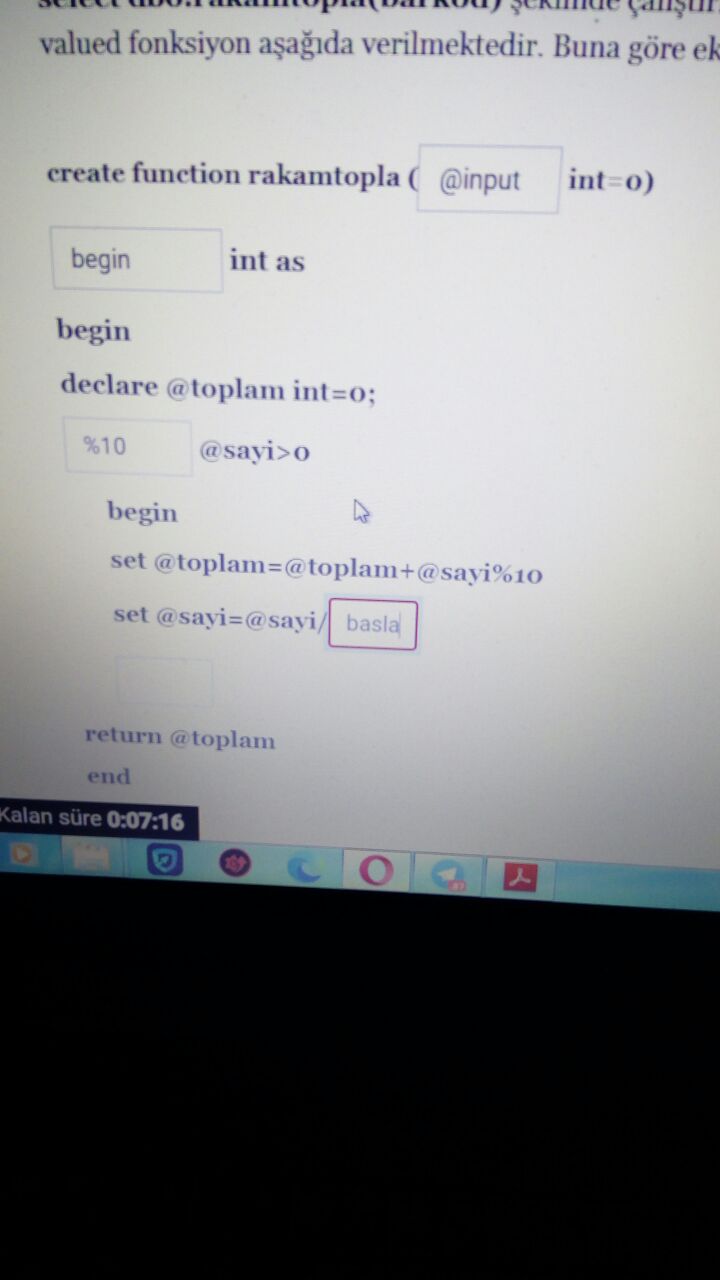 select dbo.rakamtopla(barkod) şeklinde çalıştır
valued fonksiyon aşağıda verilmektedir. Buna göre ek
create function rakamtopla ( @input int=0)
begin int as
begin
declare @toplam int=0;
%10 @sayi>0
begin
set @toplam=@toplam+@sayi%10
set @sayi=@sayi/ basla
return @toplam
end
Kalan süre 0:07:16